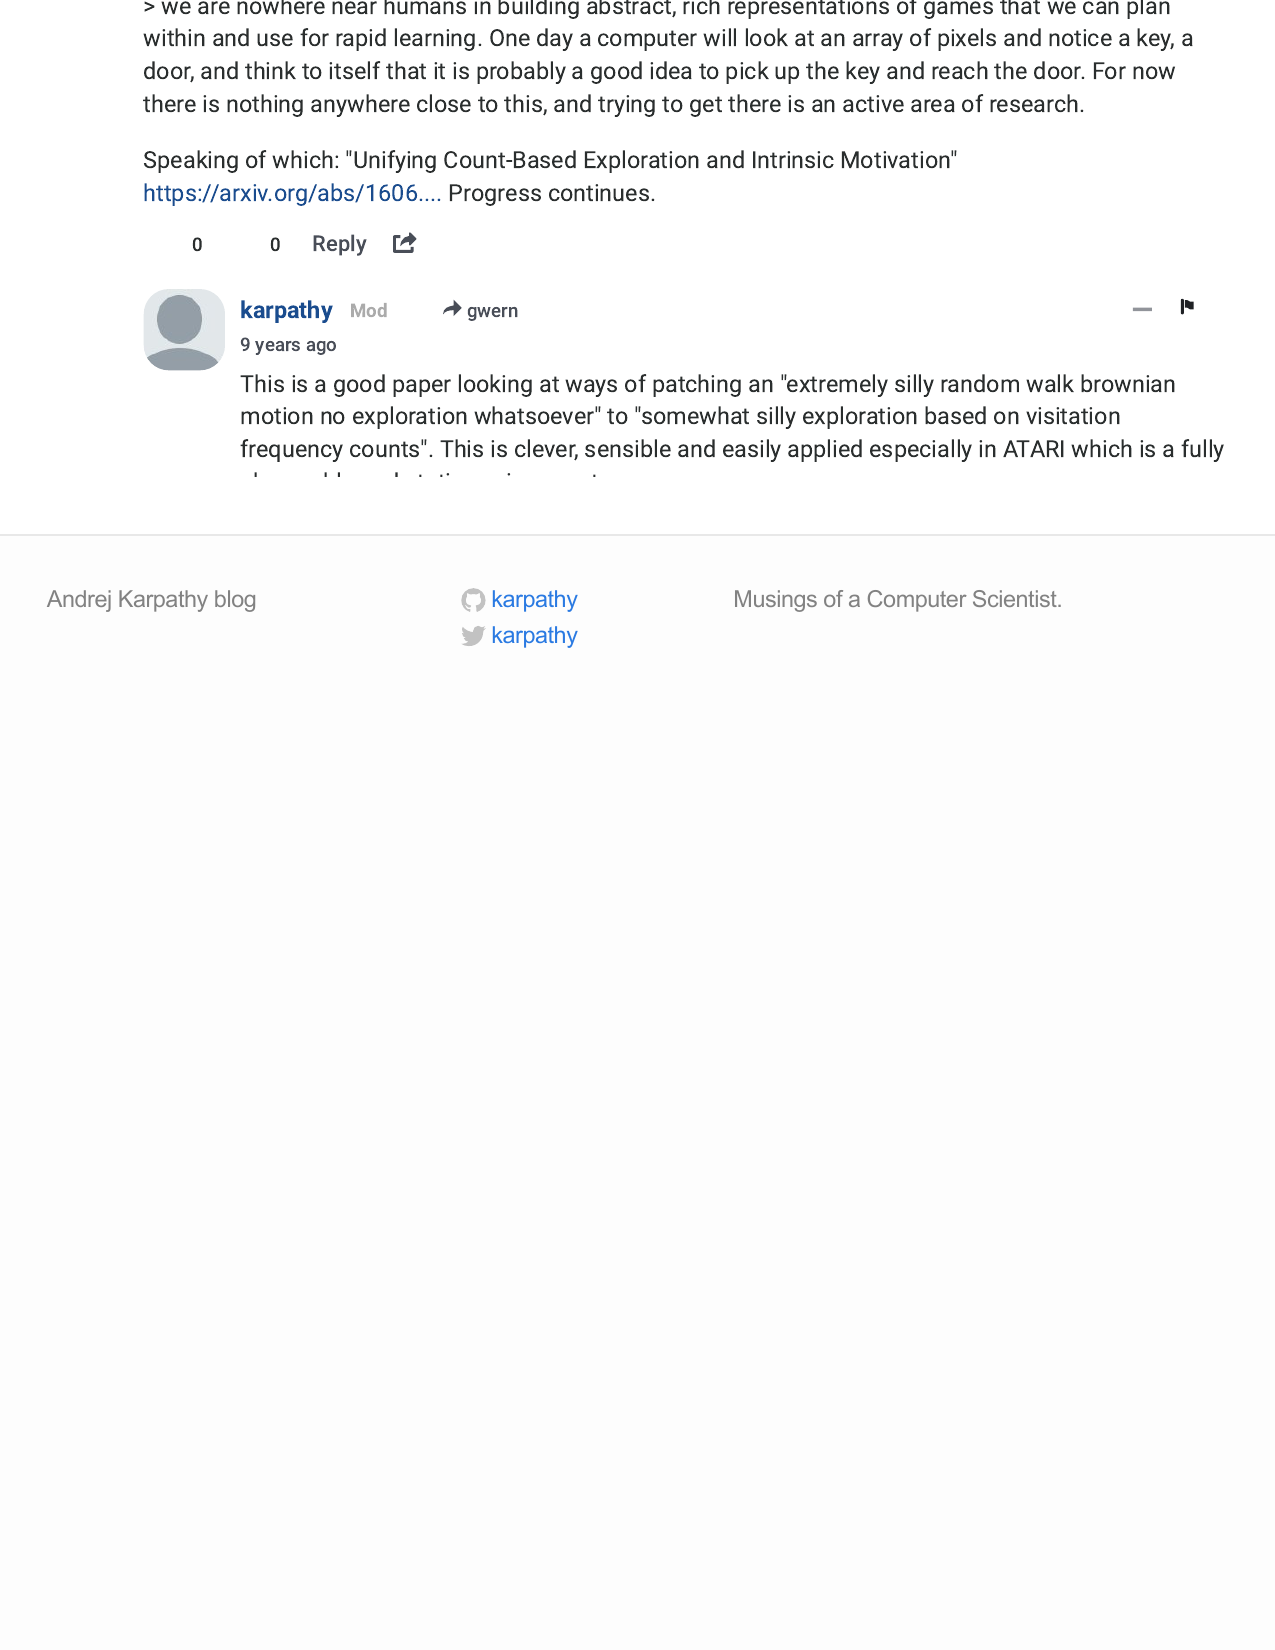 > we are nowhere near humans in building abstract, rich representations of games that we can plan
within and use for rapid learning. One day a computer will look at an array of pixels and notice a key, a
door, and think to itself that it is probably a good idea to pick up the key and reach the door. For now
there is nothing anywhere close to this, and trying to get there is an active area of research.
Speaking of which: "Unifying Count-Based Exploration and Intrinsic Motivation"
https://arxiv.org/abs/1606.... Progress continues.
0 0 Reply
karpathy Mod gwern
9 years ago
This is a good paper looking at ways of patching an "extremely silly random walk brownian
motion no exploration whatsoever" to "somewhat silly exploration based on visitation
frequency counts". This is clever, sensible and easily applied especially in ATARI which is a fully
Andrej Karpathy blog
karpathy
karpathy
Musings of a Computer Scientist.